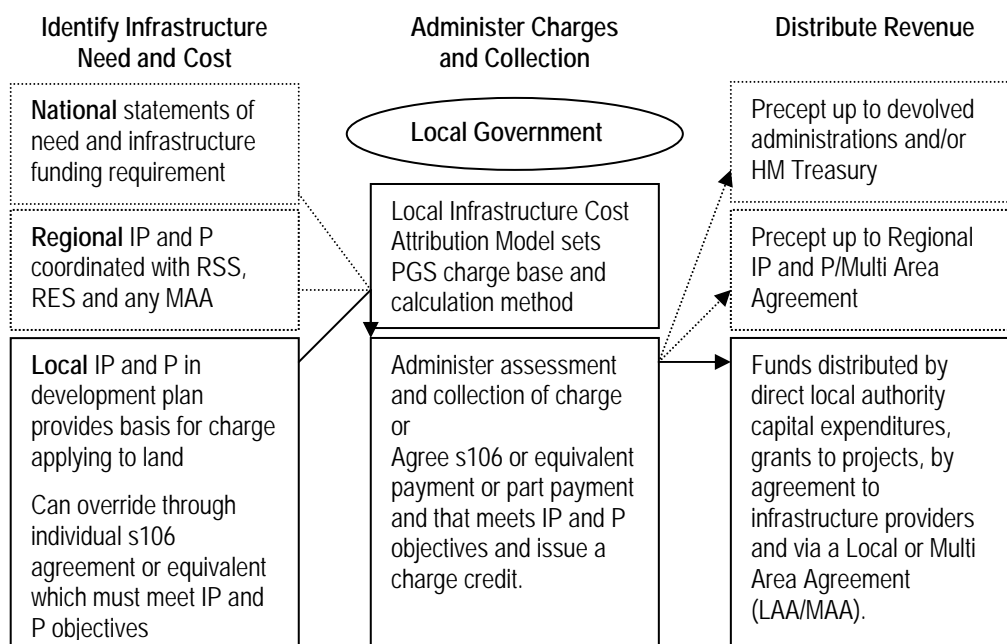 Identify Infrastructure
Need and Cost
National statements of
need and infrastructure
funding requirement
Regional IP and P
coordinated with RSS,
RES and any MAA
Local IP and P in
development plan
provides basis for charge
applying to land
Can override through
individual s106
agreement or equivalent
which must meet IP and
P objectives
Administer Charges
and Collection
Local Government
Local Infrastructure Cost
Attribution Model sets
PGS charge base and
calculation method
Administer assessment
and collection of charge
or
Agree s106 or equivalent
payment or part payment
and that meets IP and P
objectives and issue a
charge credit.
Distribute Revenue
Precept up to devolved
administrations and/or
HM Treasury
Precept up to Regional
IP and P/Multi Area
Agreement
Funds distributed by
direct local authority
capital expenditures,
grants to projects, by
agreement to
infrastructure providers
and via a Local or Multi
Area Agreement
(LAA/MAA).